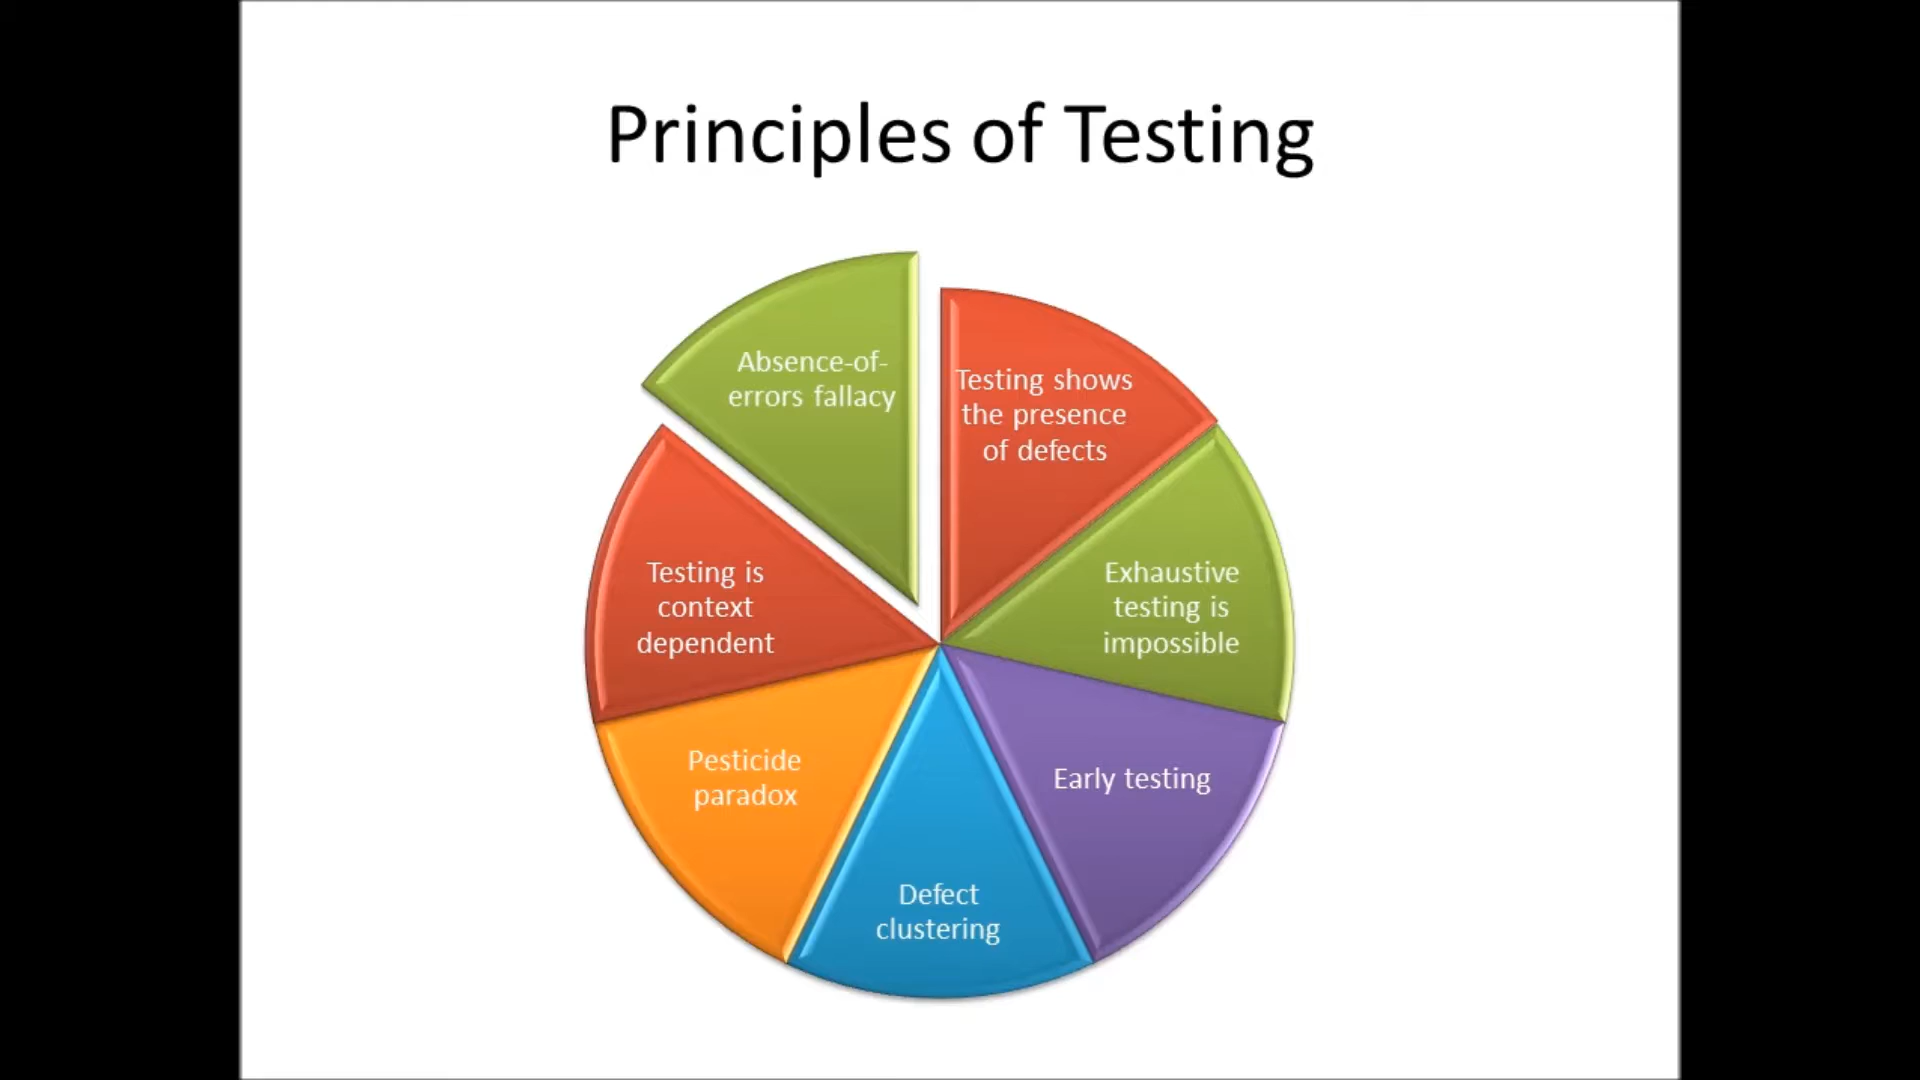 Principles of Testing
Absence-of-
errors fallacy
Testing shows
the presence
of defects
Testing is
context
dependent
Exhaustive
testing is
impossible
Pesticide
paradox
Early testing
Defect
clustering